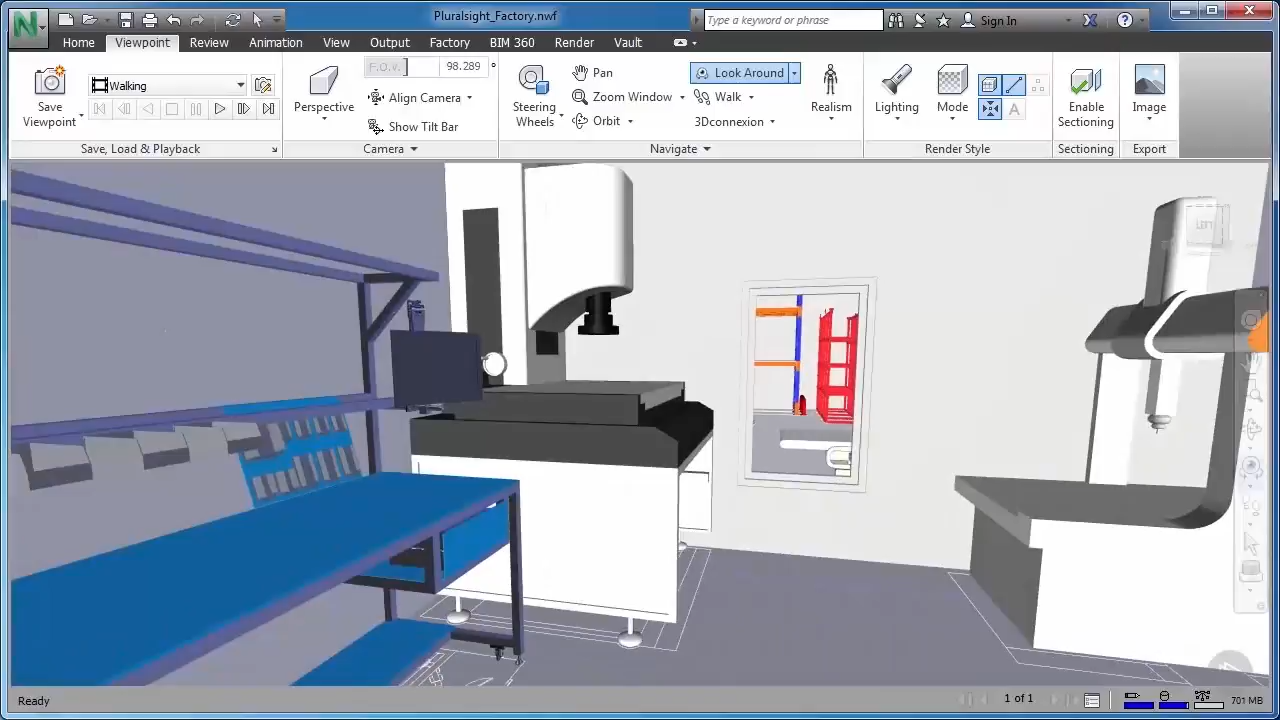 Pluralsight_Factory.nwf
Type a keyword or phrase
Sign In
Home Viewpoint Review Animation View Output Factory BIM 360 Render Vault
Save Viewpoint
Walking
Perspective
F.O.V. 98.289
Align Camera
Show Tilt Bar
Steering Wheels
Pan
Zoom Window
Orbit
Look Around
Walk
3Dconnexion
Realism
Lighting
Mode
A
Enable Sectioning
Image
Save, Load & Playback Camera Navigate Render Style Sectioning Export
Ready
1 of 1
701 MB